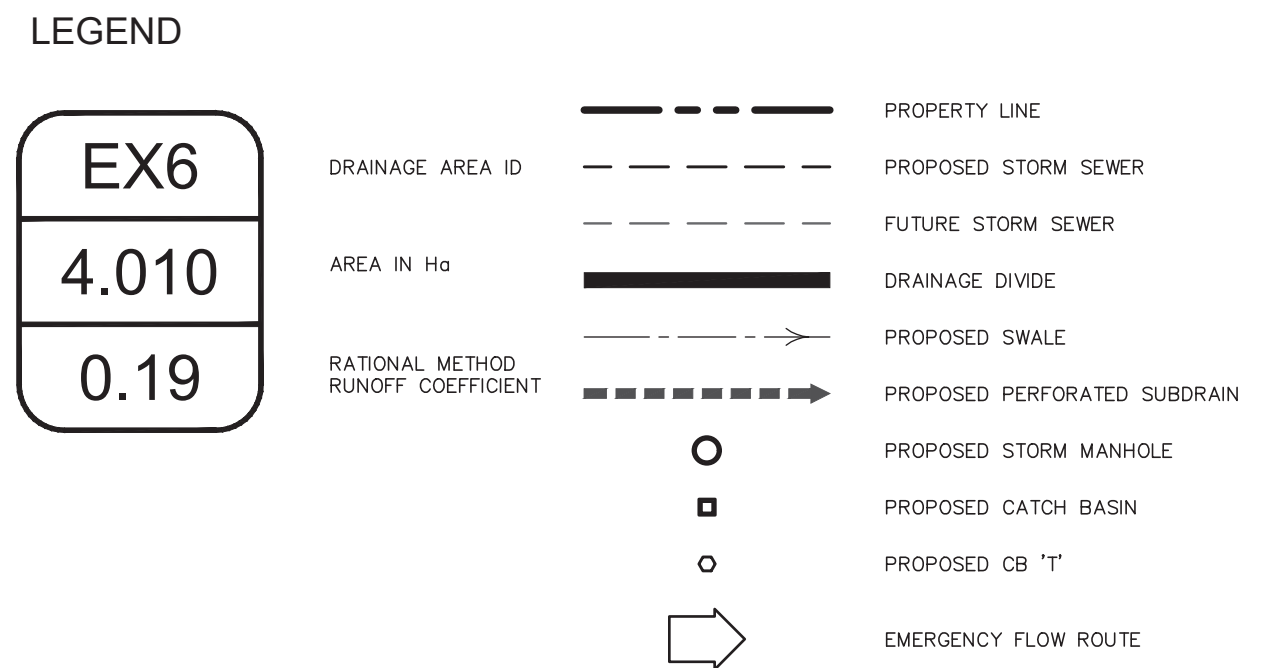 LEGEND
EX6
4.010
0.19
DRAINAGE AREA ID
AREA IN Ha
RATIONAL METHOD
RUNOFF COEFFICIENT
PROPERTY LINE
PROPOSED STORM SEWER
FUTURE STORM SEWER
DRAINAGE DIVIDE
PROPOSED SWALE
PROPOSED PERFORATED SUBDRAIN
PROPOSED STORM MANHOLE
PROPOSED CATCH BASIN
PROPOSED CB 'T'
EMERGENCY FLOW ROUTE